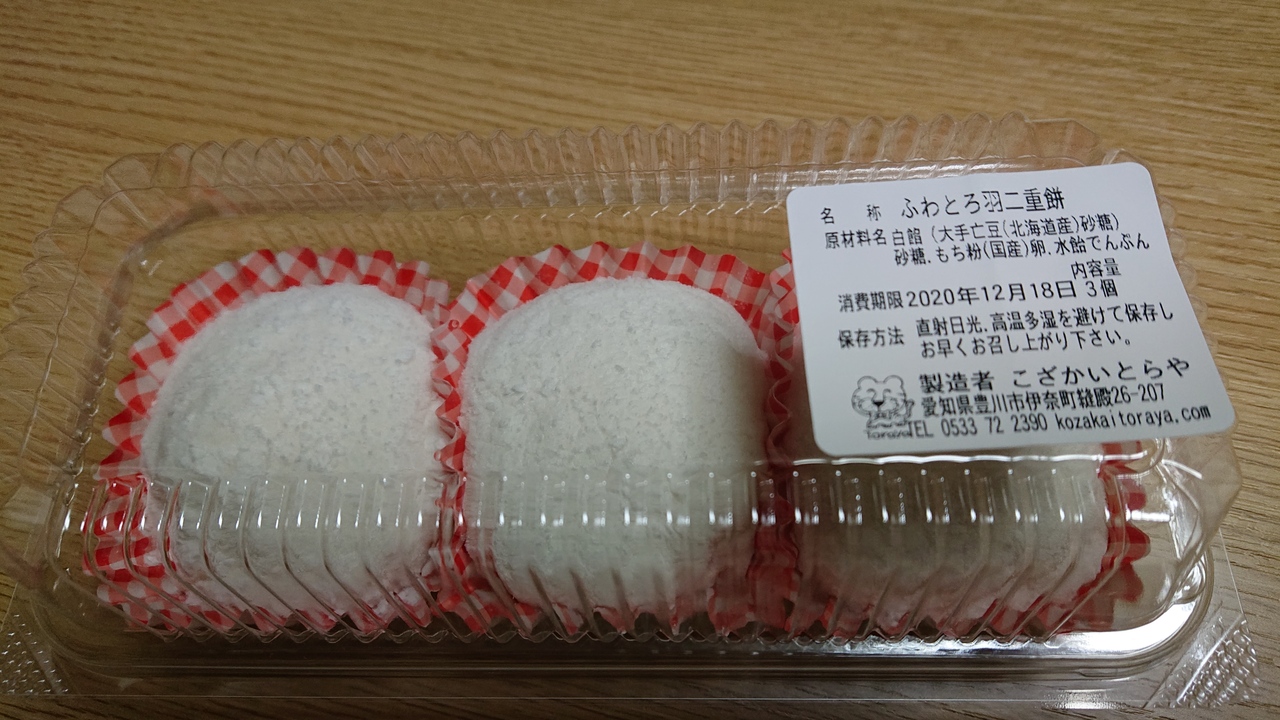 名　称　ふわとろ羽二重餅
原材料名 白餡（大手亡豆(北海道産)砂糖)
砂糖.もち粉(国産)卵.水飴でんぷん
内容量
消費期限 2020年12月18日 3個
保存方法 直射日光.高温多湿を避けて保存し
お早くお召し上がり下さい。
製造者 こざかいとらや
愛知県豊川市伊奈町縫殿26-207
TEL 0533 72 2390 kozakaitoraya.com